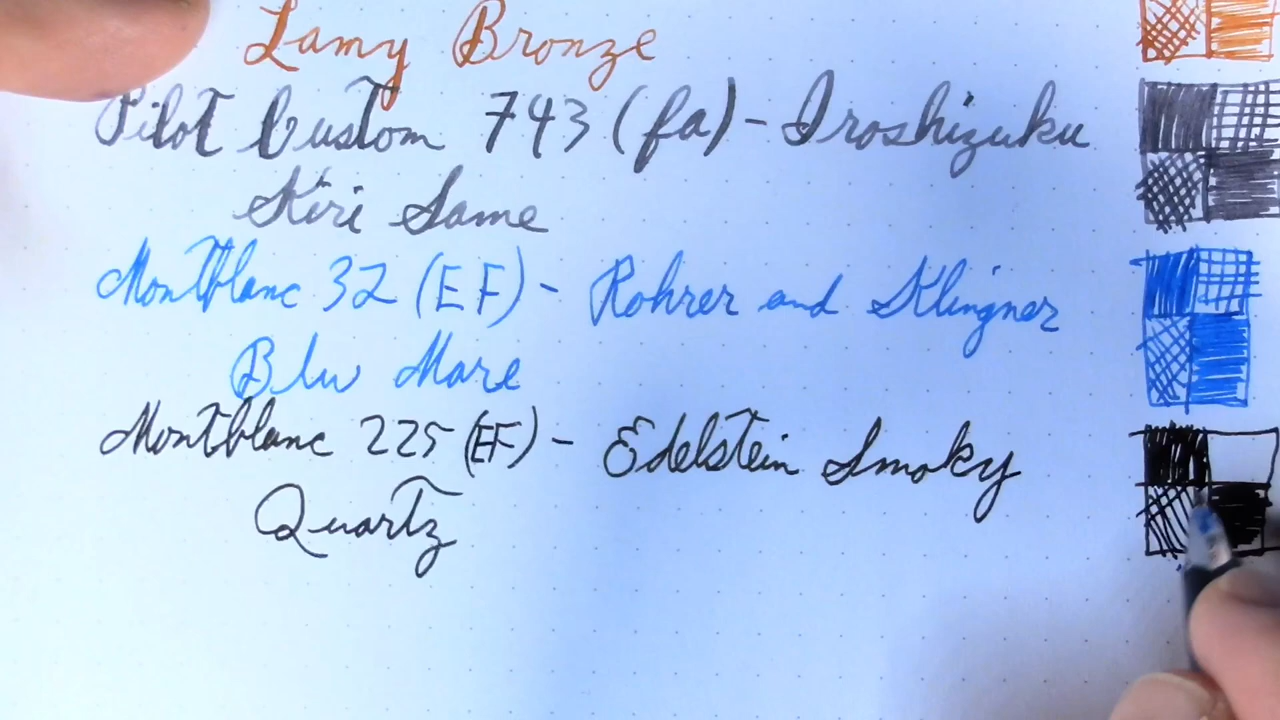 Lamy Bronze
Pilot Custom 743 (fa) - Iroshizuku
Kiri Same
Montblanc 32 (EF) - Rohrer and Klingner
Blu Mare
Montblanc 225 (EF) - Edelstein Smoky
Quartz